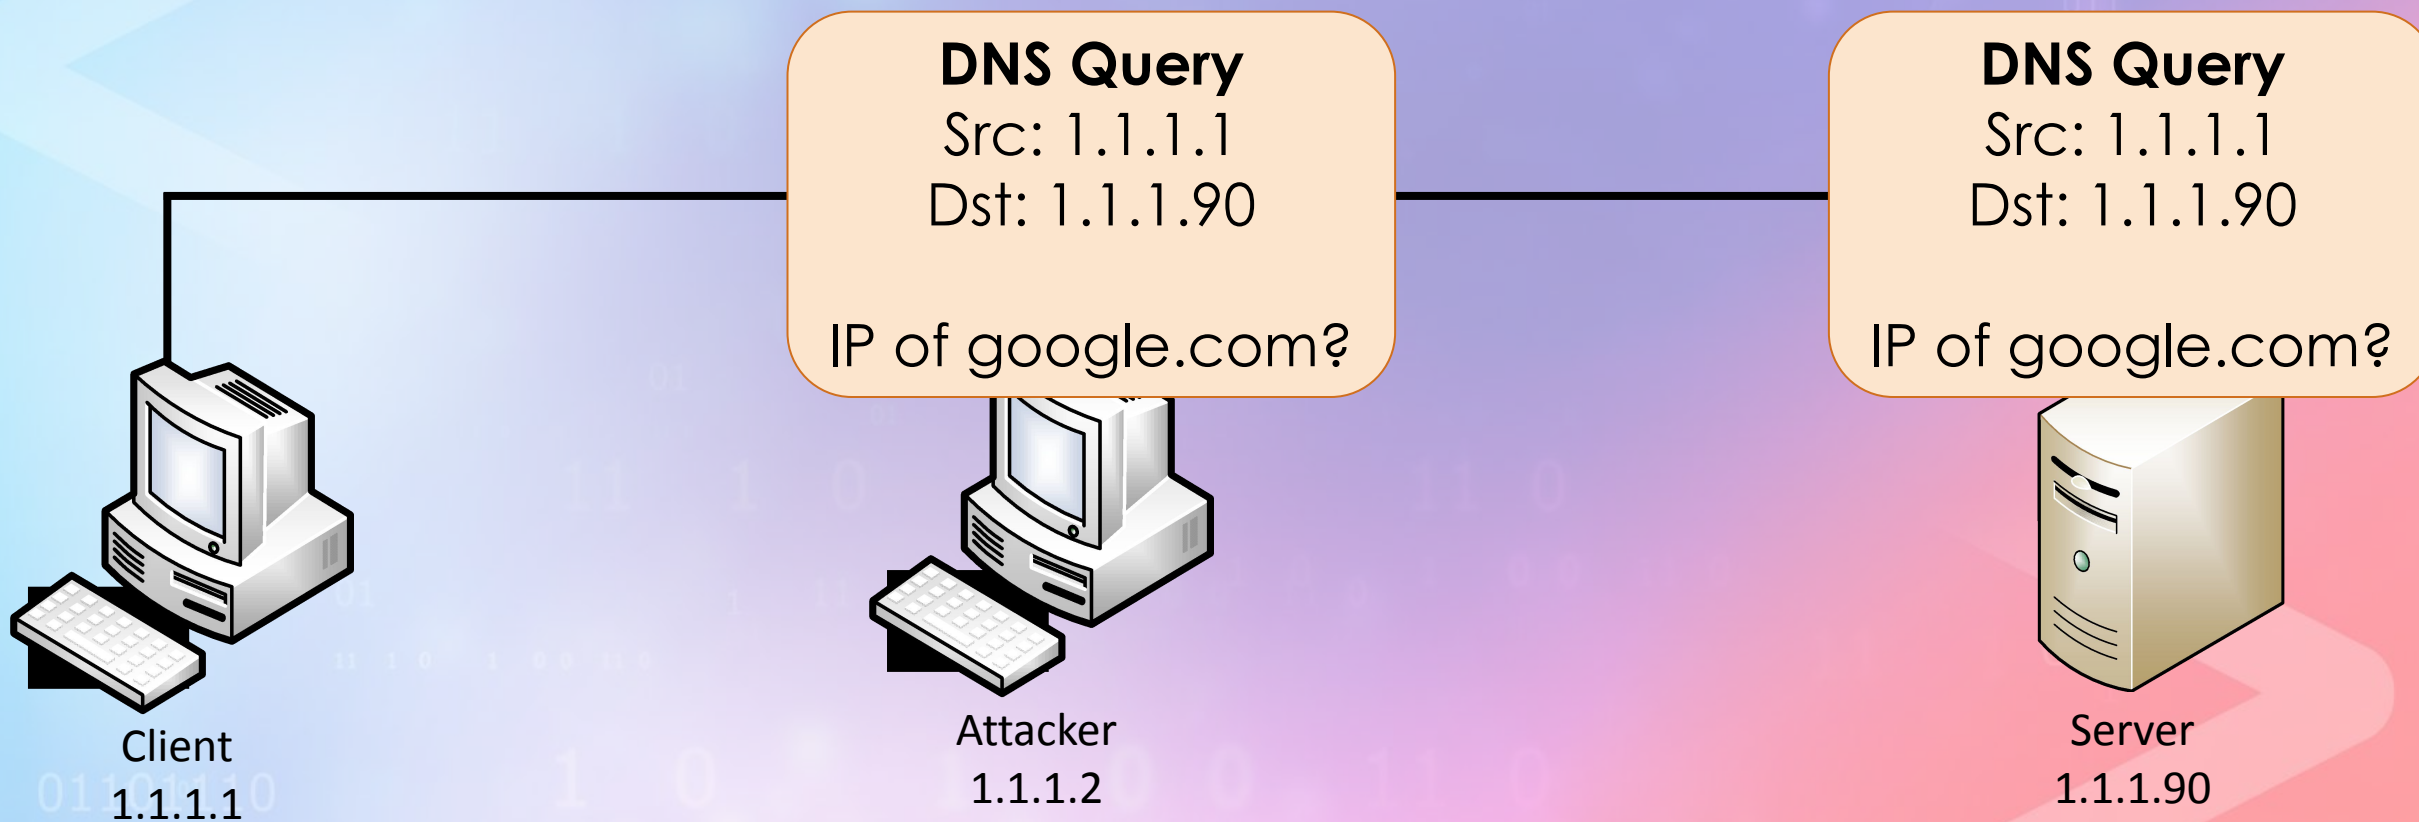 DNS Query
Src: 1.1.1.1
Dst: 1.1.1.90
IP of google.com?
DNS Query
Src: 1.1.1.1
Dst: 1.1.1.90
IP of google.com?
Client
1.1.1.1
Attacker
1.1.1.2
Server
1.1.1.90